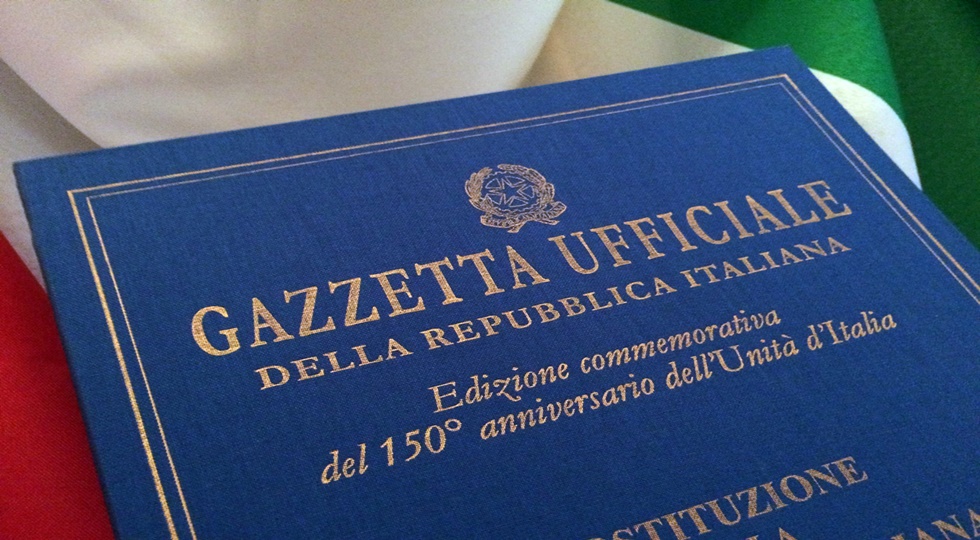 GAZZETTA UFFICIALE
DELLA REPUBBLICA ITALIANA
Edizione commemorativa
del 150° anniversario dell'Unità d'Italia